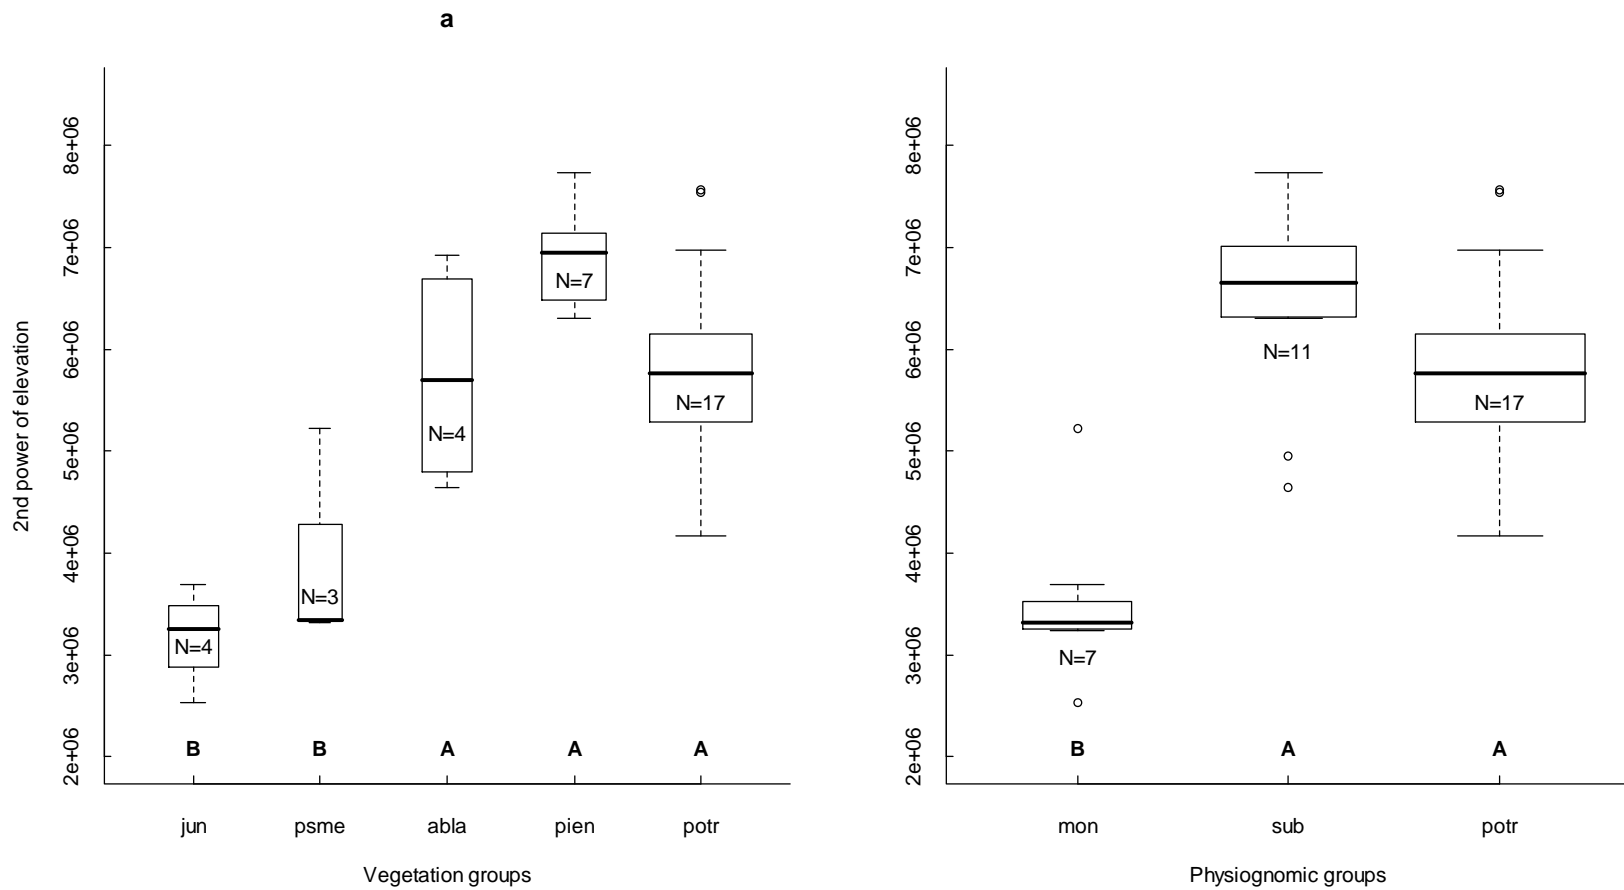 a
2nd power of elevation
8e+06
7e+06
6e+06
5e+06
4e+06
3e+06
2e+06
N=4
N=3
N=4
N=7
N=17
B B A A A
jun psme abla pien potr
Vegetation groups
8e+06
7e+06
6e+06
5e+06
4e+06
3e+06
2e+06
N=7
N=11
N=17
B A A
mon sub potr
Physiognomic groups